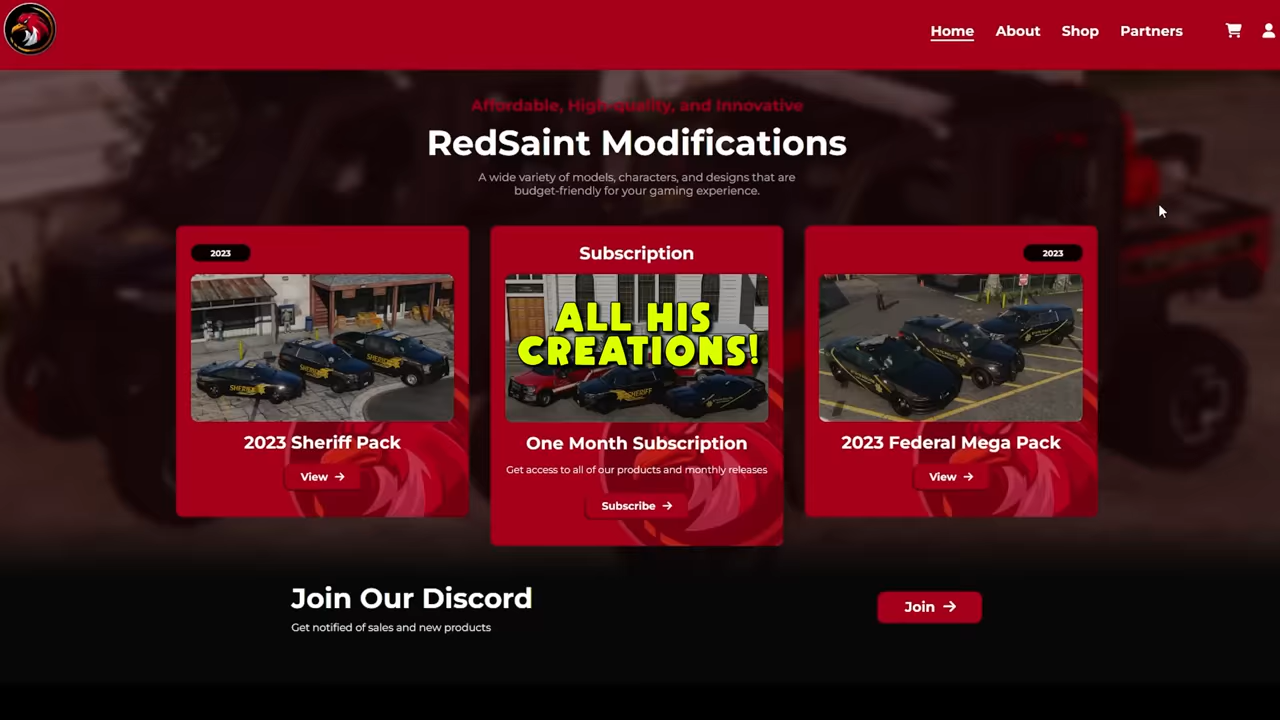 Home About Shop Partners
Affordable, High-quality, and Innovative
RedSaint Modifications
A wide variety of models, characters, and designs that are
budget-friendly for your gaming experience.
2023
SHERIFF
2023 Sheriff Pack
View
Subscription
ALL HIS
CREATIONS!
SHERIFF
One Month Subscription
Get access to all of our products and monthly releases
Subscribe
2023
2023 Federal Mega Pack
View
Join Our Discord
Get notified of sales and new products
Join